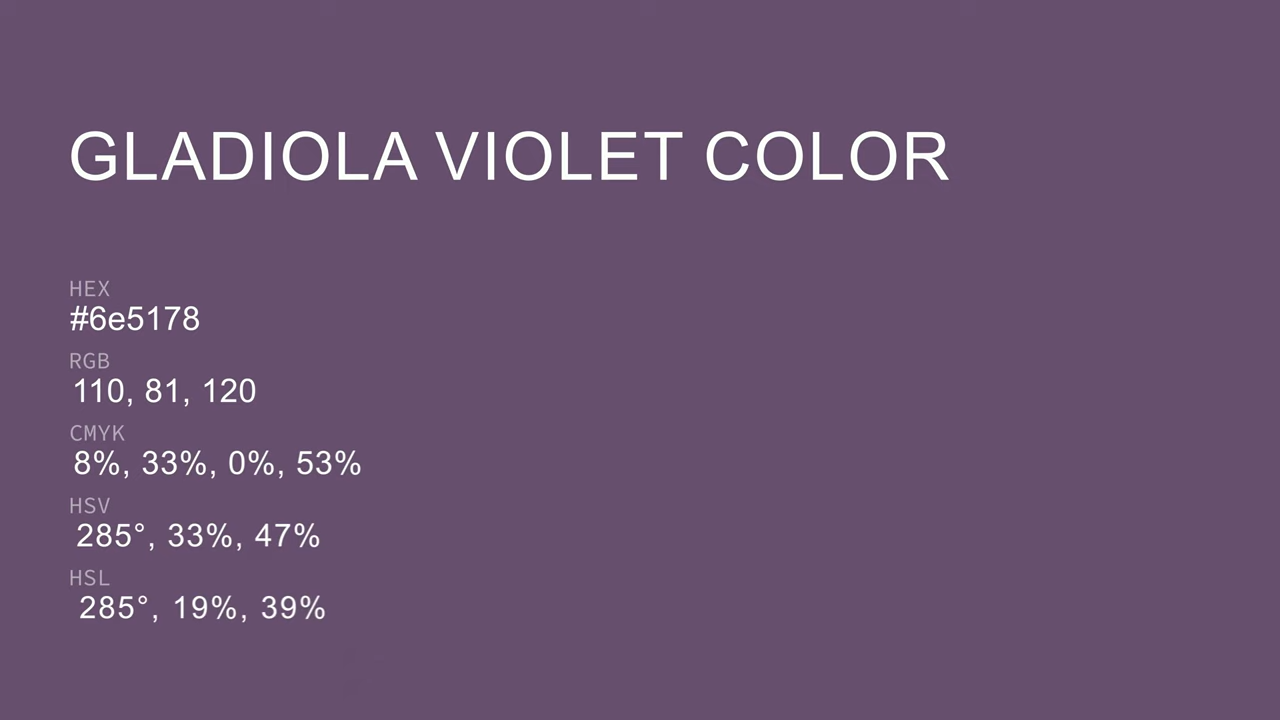 GLADIOLA VIOLET COLOR
HEX
#6e5178
RGB
110, 81, 120
CMYK
8%, 33%, 0%, 53%
HSV
285°, 33%, 47%
HSL
285°, 19%, 39%